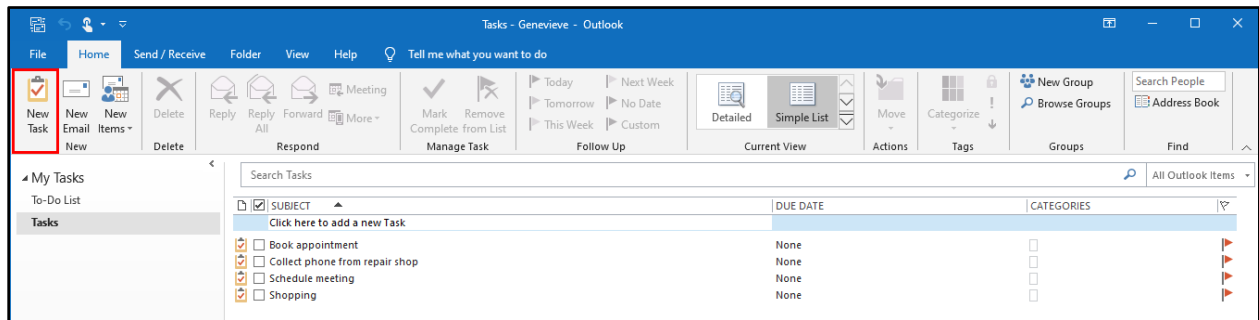 Tasks - Genevieve - Outlook
File Home Send / Receive Folder View Help Tell me what you want to do
New Task
New Email
New Items
Delete
Reply
Reply All
Forward
Meeting
More
Mark Complete
Remove from List
Today
Tomorrow
This Week
Next Week
No Date
Custom
Detailed
Simple List
Move
Categorize
New Group
Browse Groups
Search People
Address Book
New Delete Respond Manage Task Follow Up Current View Actions Tags Groups Find
My Tasks
To-Do List
Tasks
Search Tasks All Outlook Items
SUBJECT DUE DATE CATEGORIES
Click here to add a new Task
Book appointment None
Collect phone from repair shop None
Schedule meeting None
Shopping None